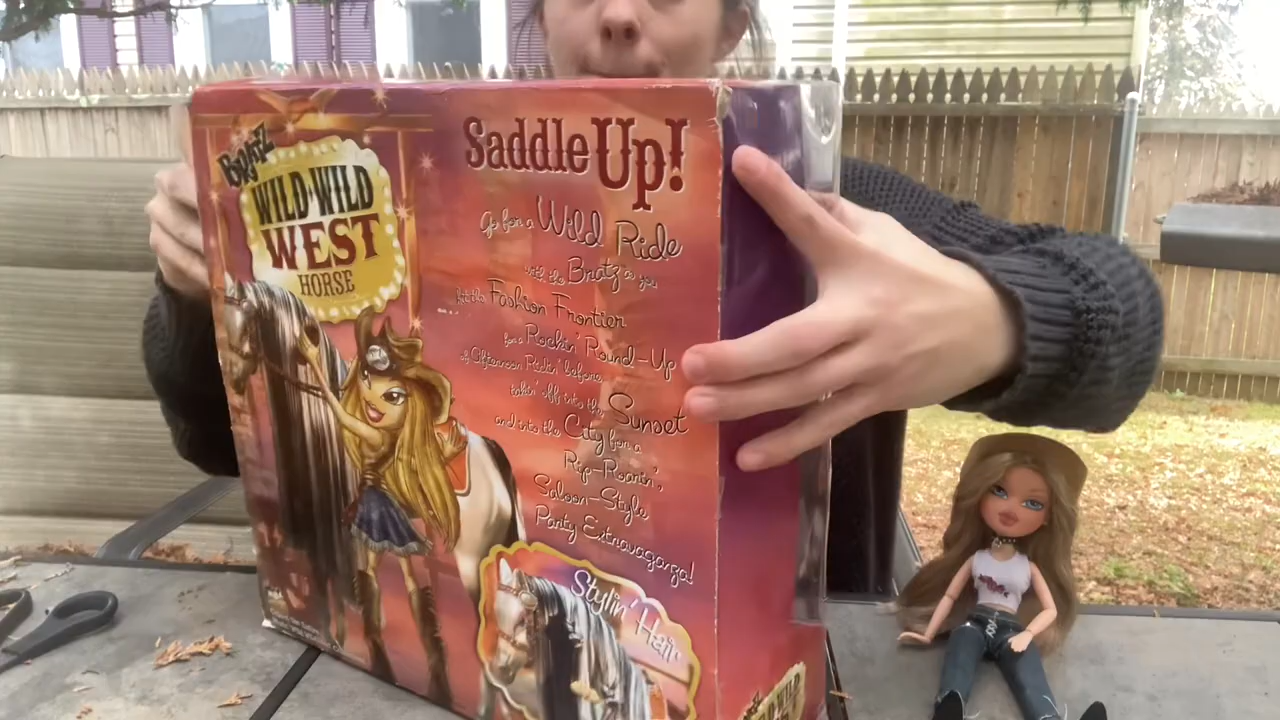 BRATZ
WILD WILD
WEST
HORSE
Saddle Up!
Go for a Wild Ride
with the Bratz as you
hit the Fashion Frontier
for a Rockin' Round-Up
of Afternoon Ridin' before
takin' off into the Sunset
and into the City for a
Rip-Roarin',
Saloon-Style
Party Extravaganza!
Stylin' Hair
WILD